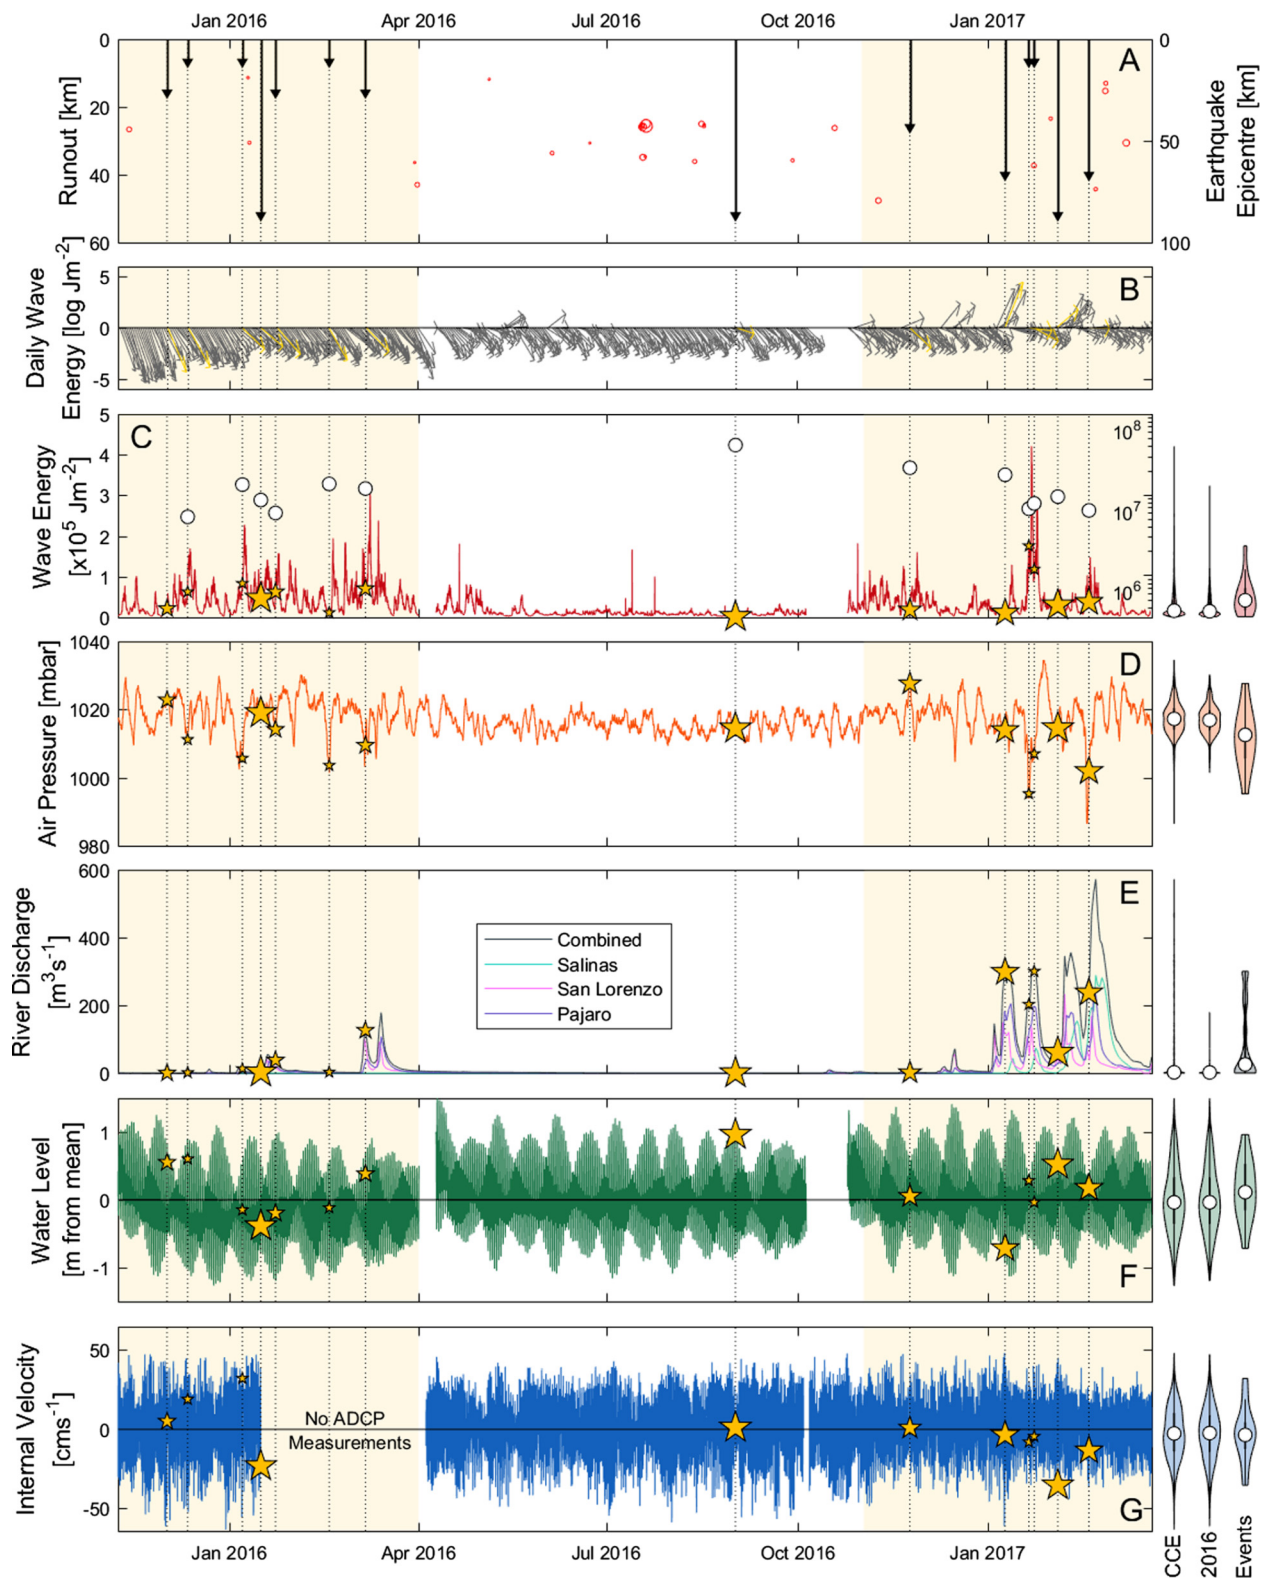 Jan 2016 Apr 2016 Jul 2016 Oct 2016 Jan 2017
A
Runout [km]
0
20
40
60
0
50
100
Earthquake
Epicentre [km]
B
Daily Wave
Energy [log Jm-2]
5
0
-5
C
Wave Energy
[x10^5 Jm^-2]
5
4
3
2
1
0
10^8
10^7
10^6
D
Air Pressure [mbar]
1040
1020
1000
980
E
River Discharge
[m^3s^-1]
600
400
200
0
Combined
Salinas
San Lorenzo
Pajaro
F
Water Level
[m from mean]
1
0
-1
G
Internal Velocity
[cms^-1]
50
0
-50
No ADCP
Measurements
Jan 2016 Apr 2016 Jul 2016 Oct 2016 Jan 2017
CCE
2016
Events